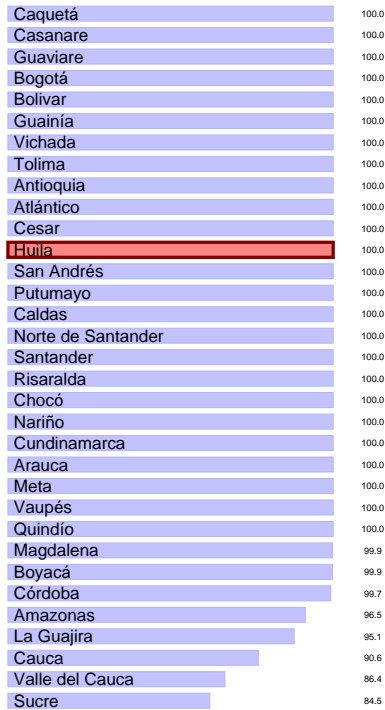 Caquetá 100.0
Casanare 100.0
Guaviare 100.0
Bogotá 100.0
Bolivar 100.0
Guainía 100.0
Vichada 100.0
Tolima 100.0
Antioquia 100.0
Atlántico 100.0
Cesar 100.0
Huila 100.0
San Andrés 100.0
Putumayo 100.0
Caldas 100.0
Norte de Santander 100.0
Santander 100.0
Risaralda 100.0
Chocó 100.0
Nariño 100.0
Cundinamarca 100.0
Arauca 100.0
Meta 100.0
Vaupés 100.0
Quindío 100.0
Magdalena 99.9
Boyacá 99.9
Córdoba 99.7
Amazonas 96.5
La Guajira 95.1
Cauca 90.6
Valle del Cauca 86.4
Sucre 84.5